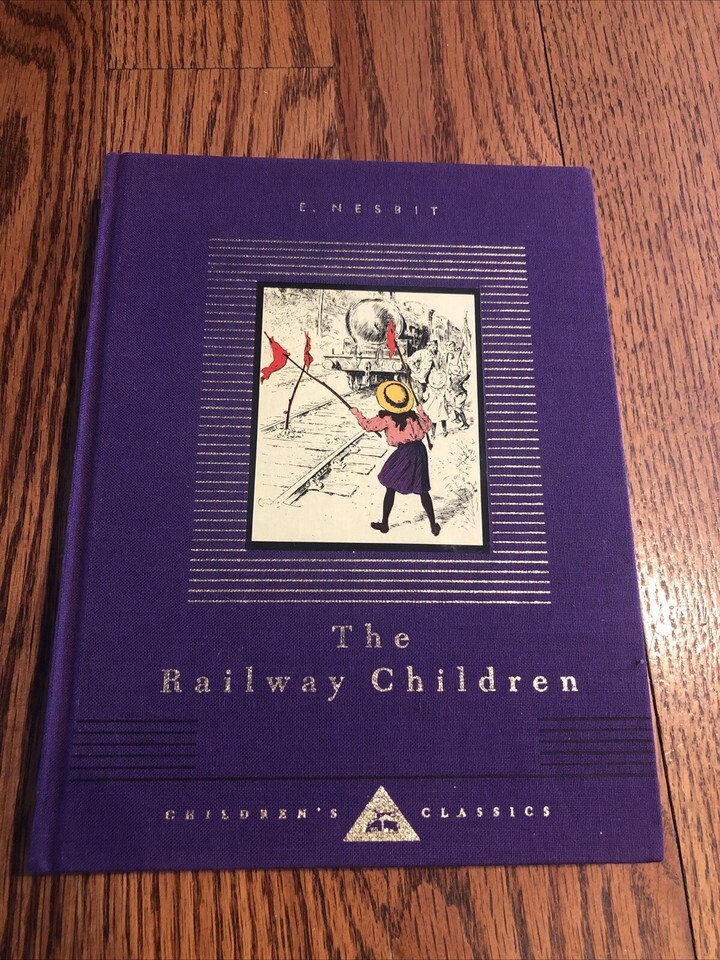 E. NESBIT
The
Railway Children
CHILDREN'S CLASSICS